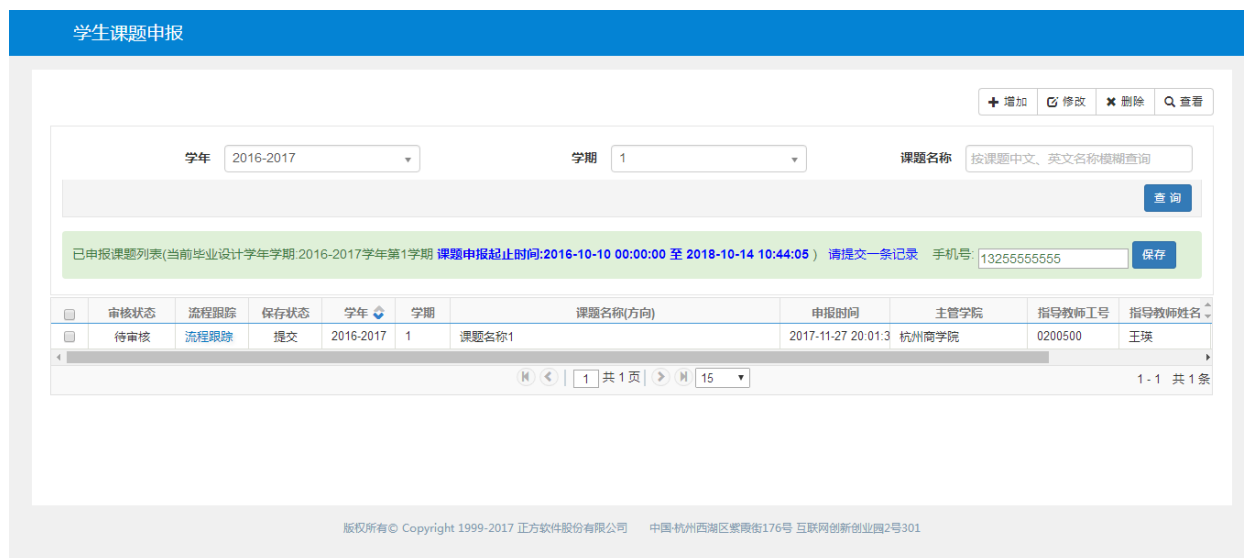 学生课题申报
增加 修改 删除 查看
学年 2016-2017 学期 1 课题名称 按课题中文、英文名称模糊查询
查 询
已申报课题列表(当前毕业设计学年学期:2016-2017学年第1学期 课题申报起止时间:2016-10-10 00:00:00 至 2018-10-14 10:44:05 ) 请提交一条记录 手机号: 13255555555 保存
审核状态 流程跟踪 保存状态 学年 学期 课题名称(方向) 申报时间 主管学院 指导教师工号 指导教师姓名
待审核 流程跟踪 提交 2016-2017 1 课题名称1 2017-11-27 20:01:3 杭州商学院 0200500 王瑛
1 共 1 页 15 1 - 1 共 1 条
版权所有© Copyright 1999-2017 正方软件股份有限公司 中国·杭州西湖区紫霞街176号 互联网创新创业园2号301